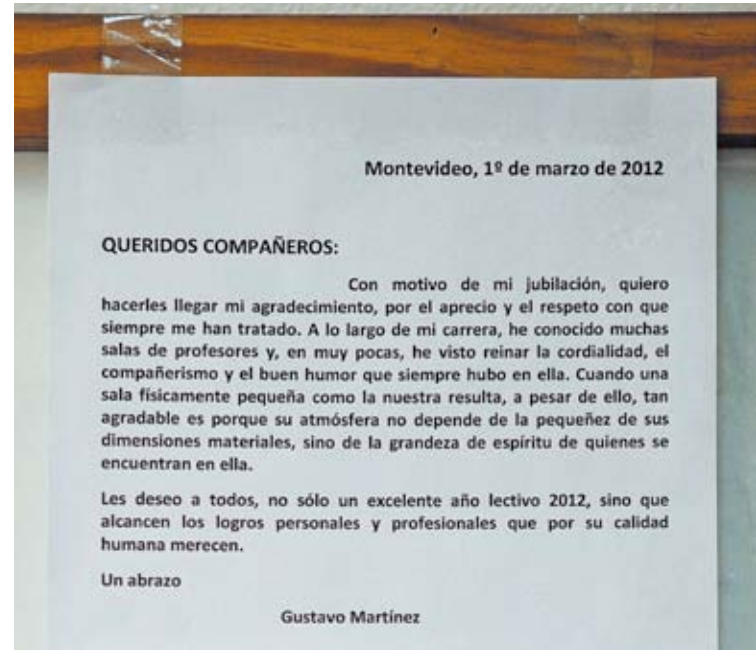 Montevideo, 1º de marzo de 2012
QUERIDOS COMPAÑEROS:
Con motivo de mi jubilación, quiero
hacerles llegar mi agradecimiento, por el aprecio y el respeto con que
siempre me han tratado. A lo largo de mi carrera, he conocido muchas
salas de profesores y, en muy pocas, he visto reinar la cordialidad, el
compañerismo y el buen humor que siempre hubo en ella. Cuando una
sala físicamente pequeña como la nuestra resulta, a pesar de ello, tan
agradable es porque su atmósfera no depende de la pequeñez de sus
dimensiones materiales, sino de la grandeza de espíritu de quienes se
encuentran en ella.
Les deseo a todos, no sólo un excelente año lectivo 2012, sino que
alcancen los logros personales y profesionales que por su calidad
humana merecen.
Un abrazo
Gustavo Martínez